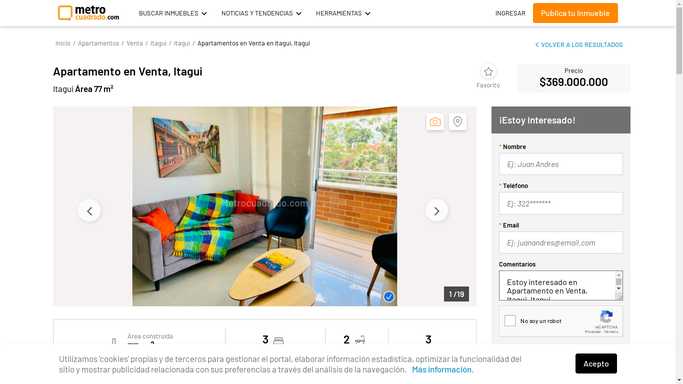 metro
cuadrado.com
BUSCAR INMUEBLES
NOTICIAS Y TENDENCIAS
HERRAMIENTAS
INGRESAR
Publica tu Inmueble
Inicio / Apartamentos / Venta / Itagui / Itagui / Apartamentos en Venta en Itagui, Itagui
VOLVER A LOS RESULTADOS
Apartamento en Venta, Itagui
Itagui Área 77 m²
Favorito
Precio
$369.000.000
metrocuadrado.com
1 / 19
¡Estoy Interesado!
* Nombre
Ej: Juan Andres
* Teléfono
Ej: 322*******
* Email
Ej: juanandres@email.com
Comentarios
Estoy interesado en
Apartamento en Venta,
Itagui, Itagui
No soy un robot
reCAPTCHA
Privacidad - Términos
Área construida
3
2
3
Utilizamos 'cookies' propias y de terceros para gestionar el portal, elaborar información estadística, optimizar la funcionalidad del
sitio y mostrar publicidad relacionada con sus preferencias a través del análisis de la navegación. Más información.
Acepto